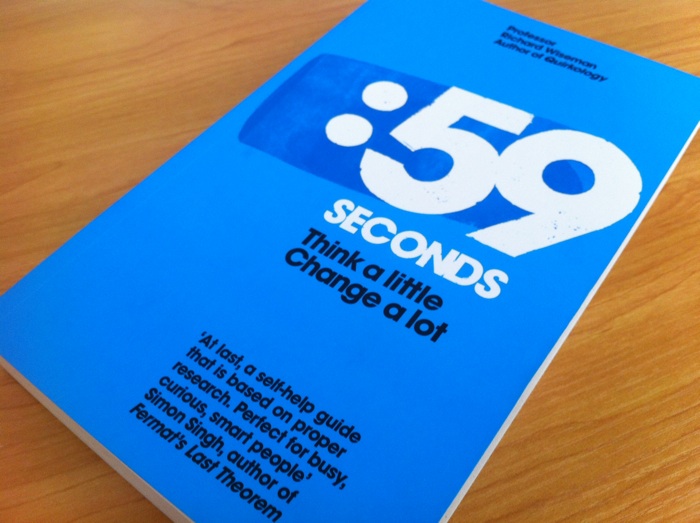 Professor
Richard Wiseman
Author of Quirkology
:59
SECONDS
Think a little
Change a lot
'At last, a self-help guide
that is based on proper
research. Perfect for busy,
curious, smart people'
Simon Singh, author of
Fermat's Last Theorem